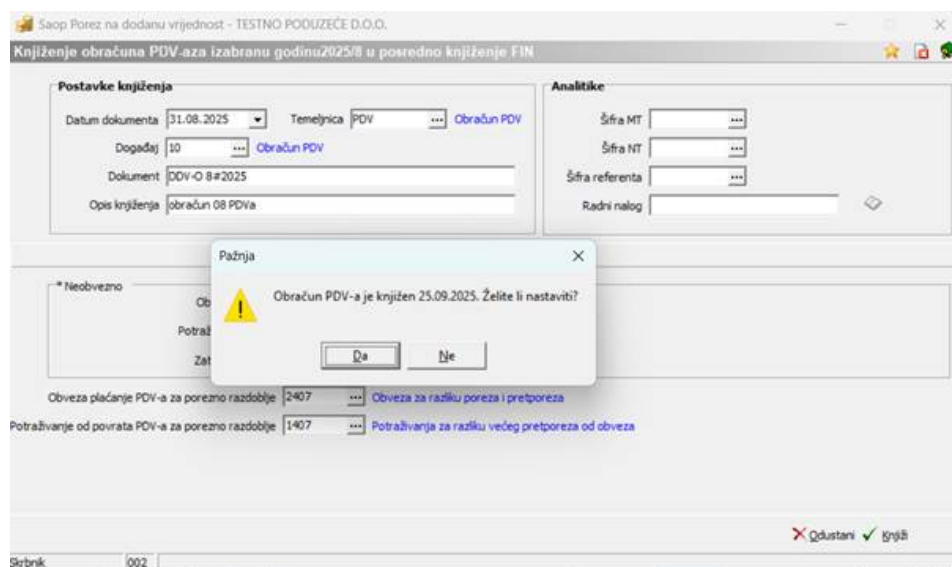 Saop Porez na dodanu vrijednost - TESTNO PODUZEĆE D.O.O.
Knjiženje obračuna PDV-aza izabranu godinu2025/8 u posredno knjiženje FIN
Postavke knjiženja
Datum dokumenta 31.08.2025 Temeljnica PDV ... Obračun PDV
Događaj 10 ... Obračun PDV
Dokument DDV-O 8#2025
Opis knjiženja obračun 08 PDVa
Analitike
Šifra MT ...
Šifra NT ...
Šifra referenta ...
Radni nalog
Pažnja
Obračun PDV-a je knjižen 25.09.2025. Želite li nastaviti?
Da Ne
* Neobvezno
Ob
Potraž
Zat
Obveza plaćanje PDV-a za porezno razdoblje 2407 ... Obveza za razliku poreza i pretporeza
Potraživanje od povrata PDV-a za porezno razdoblje 1407 ... Potraživanja za razliku većeg pretporeza od obveza
Odustani Knjiži
Skrbnik 002